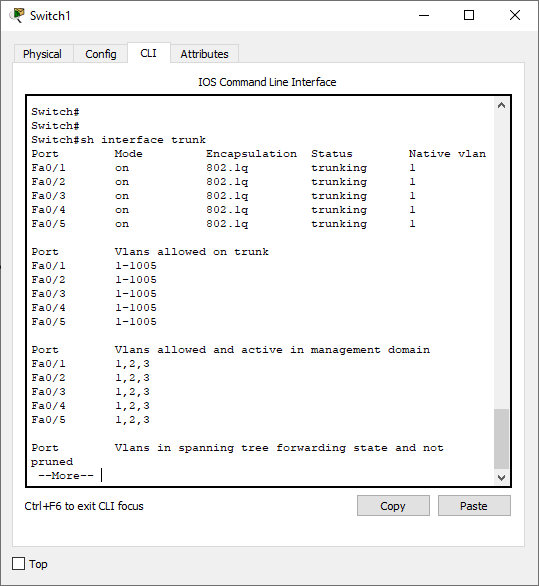 Switch1
Physical Config CLI Attributes
IOS Command Line Interface
Switch#
Switch#
Switch#sh interface trunk
Port Mode Encapsulation Status Native vlan
Fa0/1 on 802.1q trunking 1
Fa0/2 on 802.1q trunking 1
Fa0/3 on 802.1q trunking 1
Fa0/4 on 802.1q trunking 1
Fa0/5 on 802.1q trunking 1
Port Vlans allowed on trunk
Fa0/1 1-1005
Fa0/2 1-1005
Fa0/3 1-1005
Fa0/4 1-1005
Fa0/5 1-1005
Port Vlans allowed and active in management domain
Fa0/1 1,2,3
Fa0/2 1,2,3
Fa0/3 1,2,3
Fa0/4 1,2,3
Fa0/5 1,2,3
Port Vlans in spanning tree forwarding state and not
pruned
--More--
Ctrl+F6 to exit CLI focus Copy Paste
Top